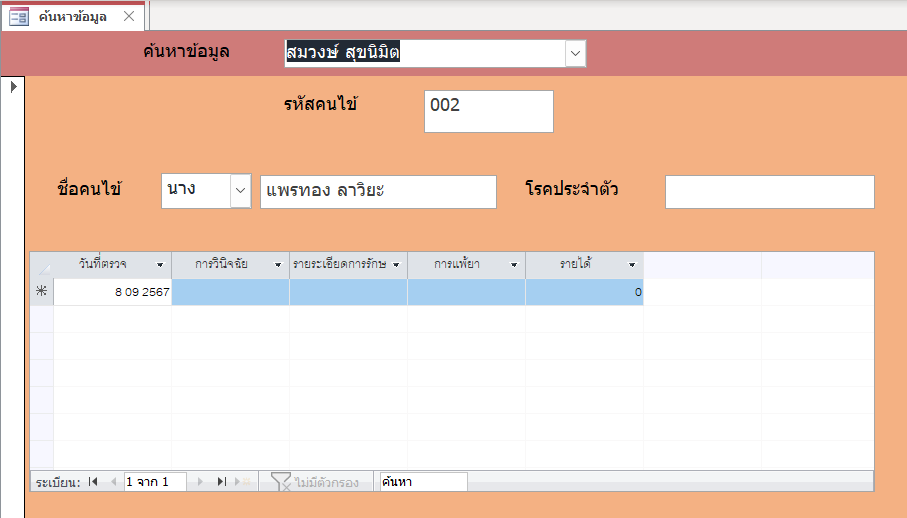 ค้นหาข้อมูล
ค้นหาข้อมูล สมวงษ์ สุขนิมิต
รหัสคนไข้ 002
ชื่อคนไข้ นาง แพรทอง ลาวิยะ โรคประจำตัว
วันที่ตรวจ การวินิจฉัย รายระเอียดการรักษ การแพ้ยา รายได้
8 09 2567 0
ระเบียน: 1 จาก 1 ไม่มีตัวกรอง ค้นหา